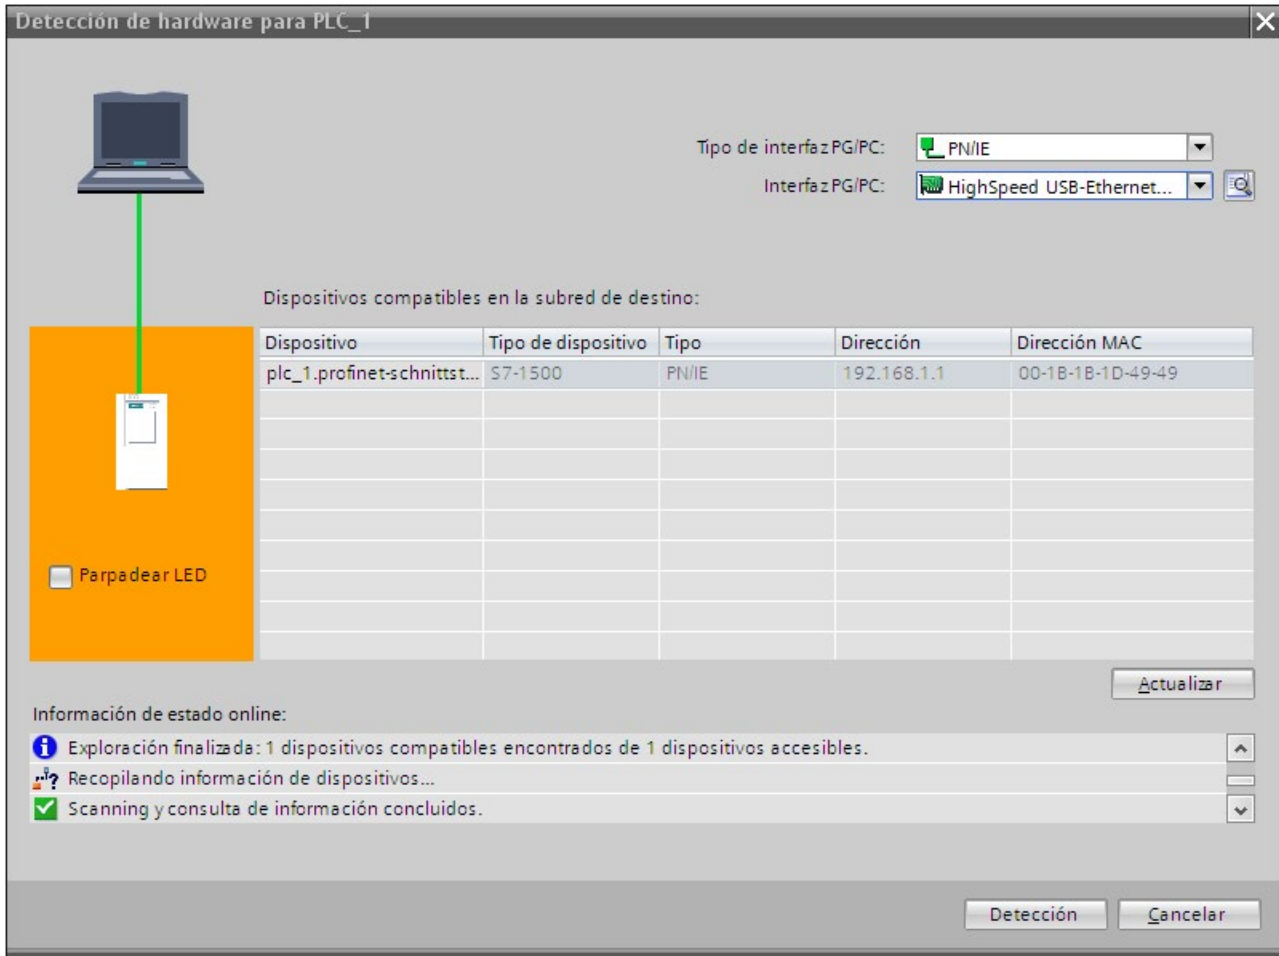 Detección de hardware para PLC_1
Tipo de interfaz PG/PC: PN/IE
Interfaz PG/PC: HighSpeed USB-Ethernet...
Dispositivos compatibles en la subred de destino:
Dispositivo Tipo de dispositivo Tipo Dirección Dirección MAC
plc_1.profinet-schnittst... S7-1500 PN/IE 192.168.1.1 00-1B-1B-1D-49-49
Parpadear LED
Actualizar
Información de estado online:
Exploración finalizada: 1 dispositivos compatibles encontrados de 1 dispositivos accesibles.
Recopilando información de dispositivos...
Scanning y consulta de información concluidos.
Detección Cancelar